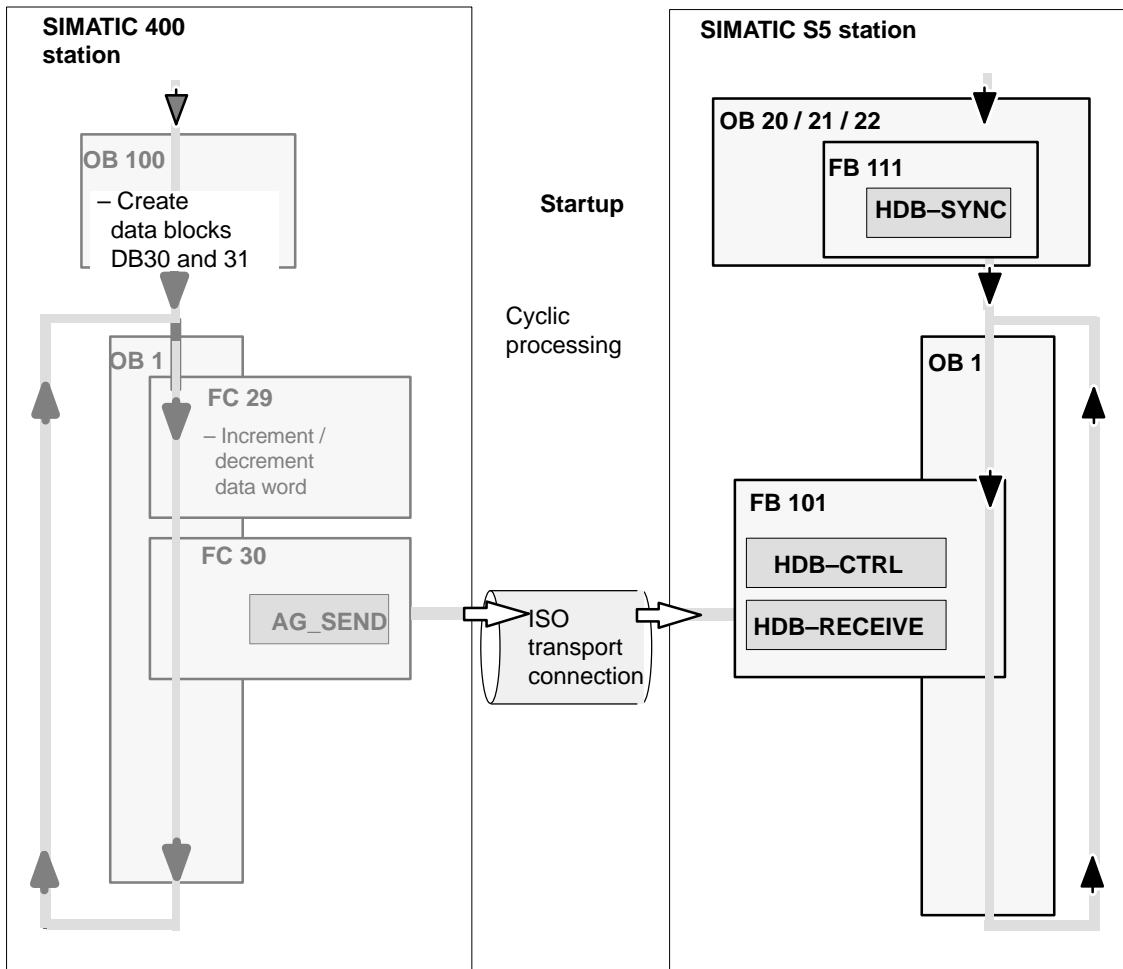 SIMATIC 400
station
OB 100
– Create
data blocks
DB30 and 31
OB 1
FC 29
– Increment /
decrement
data word
FC 30
AG_SEND
Startup
Cyclic
processing
ISO
transport
connection
SIMATIC S5 station
OB 20 / 21 / 22
FB 111
HDB–SYNC
OB 1
FB 101
HDB–CTRL
HDB–RECEIVE